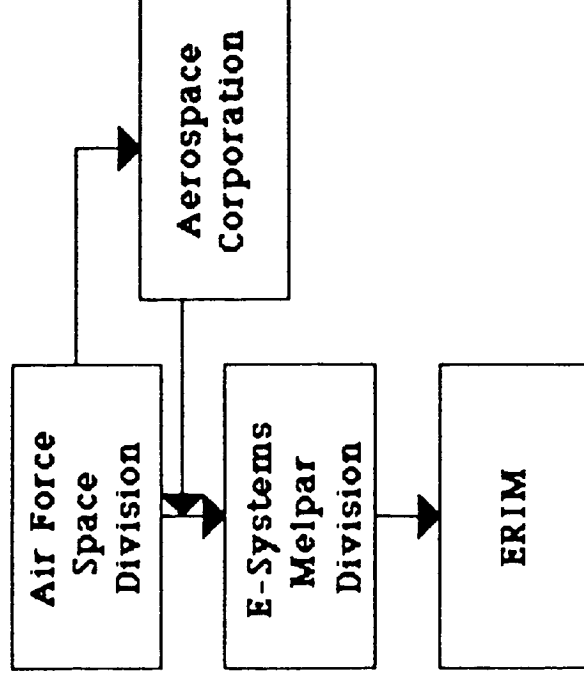 Air Force
Space
Division
Aerospace
Corporation
E-Systems
Melpar
Division
ERIM